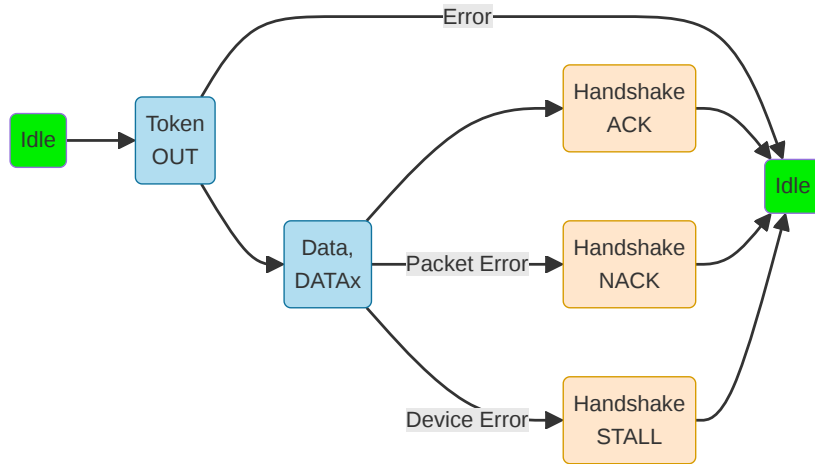 Error
Idle
Token
OUT
Handshake
ACK
Idle
Data,
DATAx
Packet Error
Handshake
NACK
Device Error
Handshake
STALL